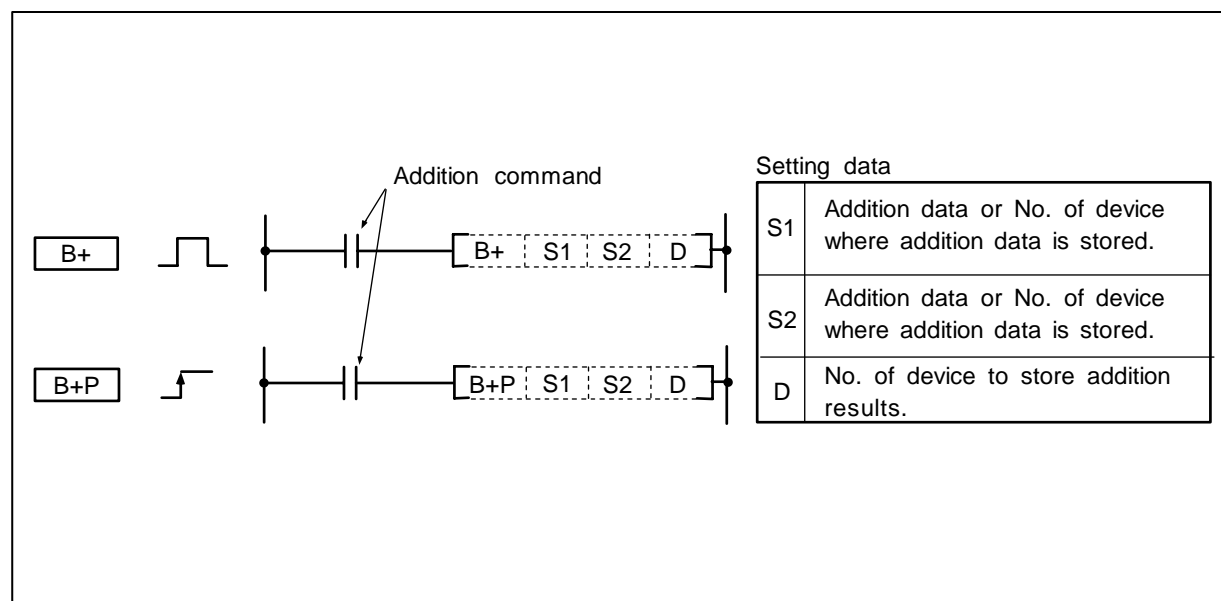 Addition command
B+
B+ S1 S2 D
B+P
B+P S1 S2 D
Setting data
S1 Addition data or No. of device
where addition data is stored.
S2 Addition data or No. of device
where addition data is stored.
D No. of device to store addition
results.